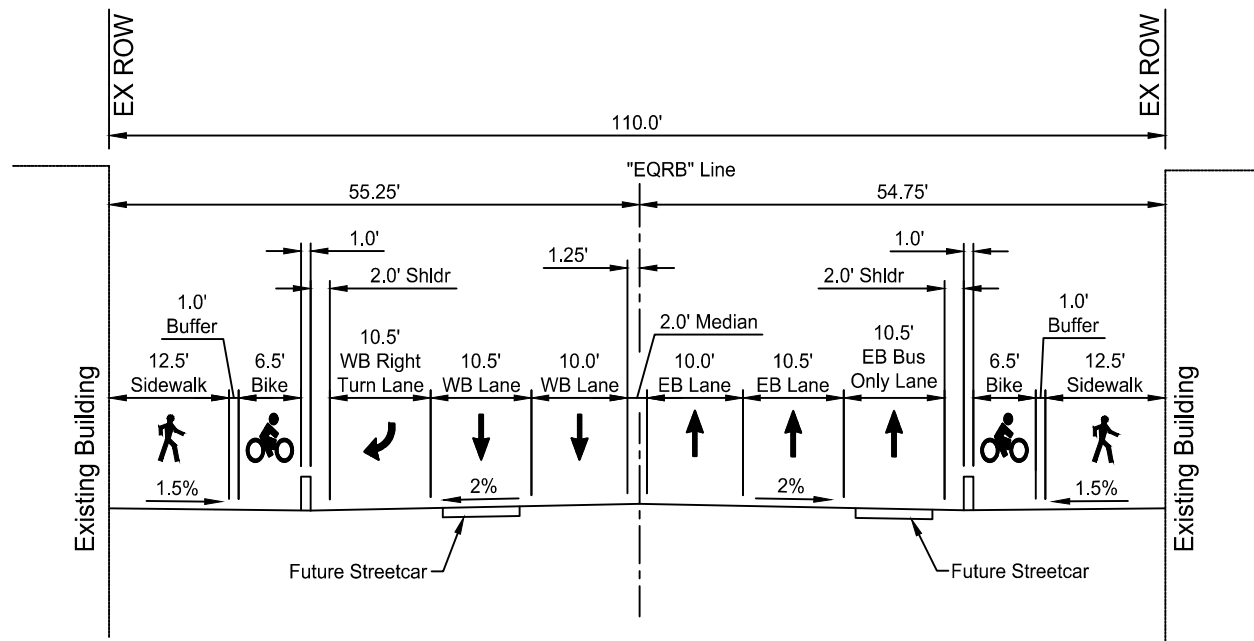 EX ROW
EX ROW
110.0'
"EQRB" Line
55.25'
54.75'
1.0'
1.25'
1.0'
2.0' Shldr
2.0' Shldr
1.0'
Buffer
2.0' Median
1.0'
Buffer
12.5'
Sidewalk
6.5'
Bike
10.5'
WB Right
Turn Lane
10.5'
WB Lane
10.0'
WB Lane
10.0'
EB Lane
10.5'
EB Lane
10.5'
EB Bus
Only Lane
6.5'
Bike
12.5'
Sidewalk
Existing Building
1.5%
2%
2%
1.5%
Existing Building
Future Streetcar
Future Streetcar